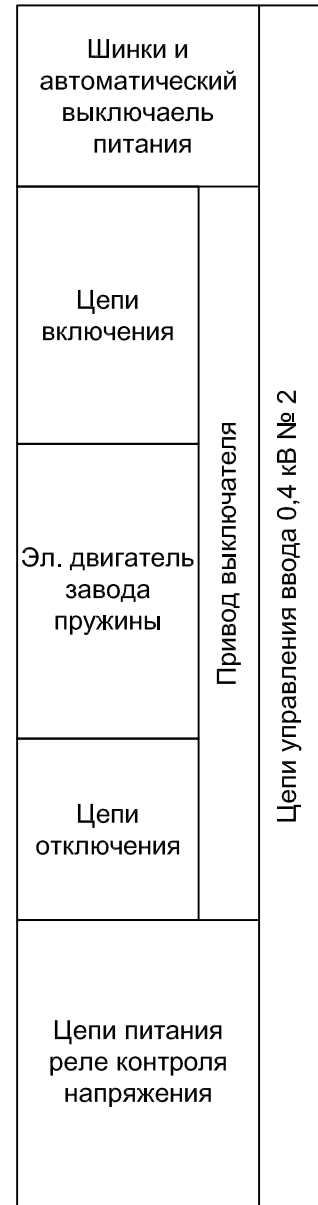 Шинки и
автоматический
выключаель
питания
Цепи
включения
Эл. двигатель
завода
пружины
Цепи
отключения
Привод выключателя
Цепи питания
реле контроля
напряжения
Цепи управления ввода 0,4 кВ № 2